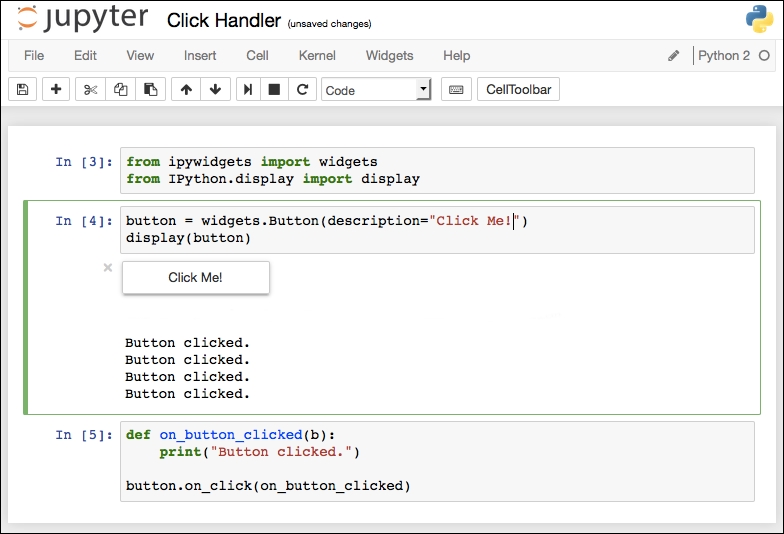 jupyter Click Handler (unsaved changes)
File Edit View Insert Cell Kernel Widgets Help Python 2
Code CellToolbar
In [3]: from ipywidgets import widgets
from IPython.display import display
In [4]: button = widgets.Button(description="Click Me!")
display(button)
Click Me!
Button clicked.
Button clicked.
Button clicked.
Button clicked.
In [5]: def on_button_clicked(b):
    print("Button clicked.")
button.on_click(on_button_clicked)